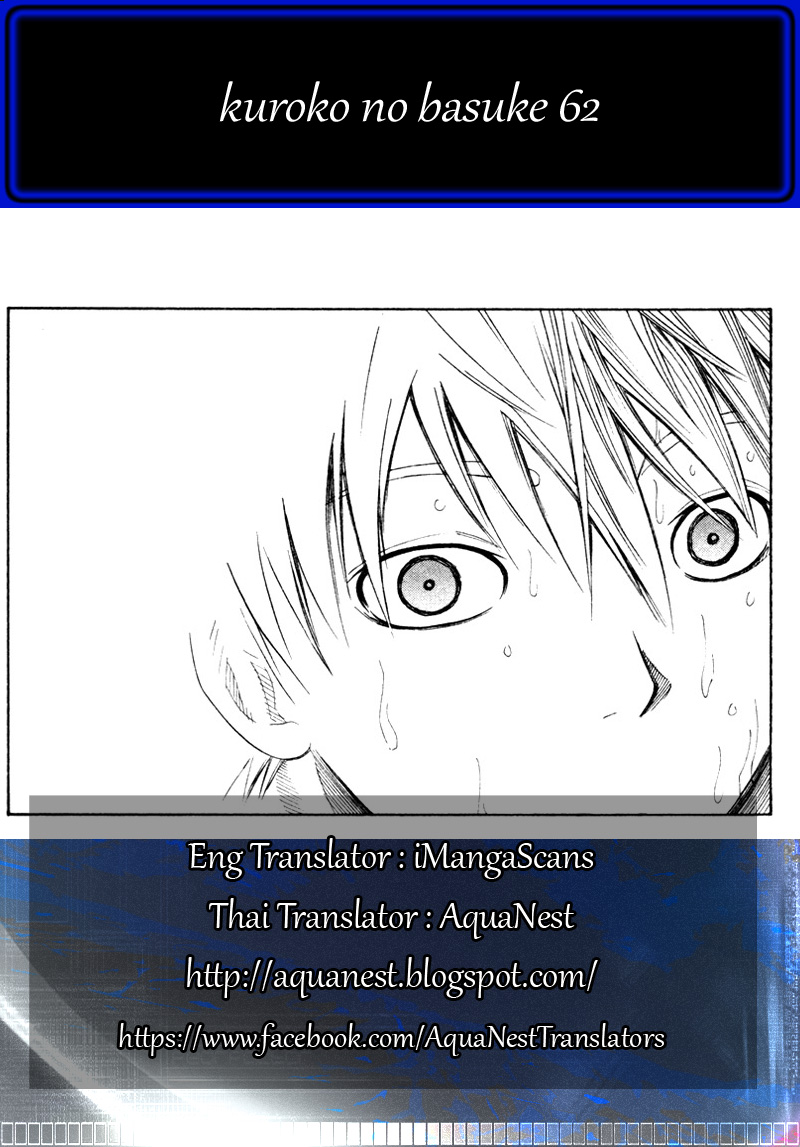 kuroko no basuke 62
Eng Translator : iMangaScans
Thai Translator : AquaNest
http://aquanest.blogspot.com/
https://www.facebook.com/AquaNestTranslators